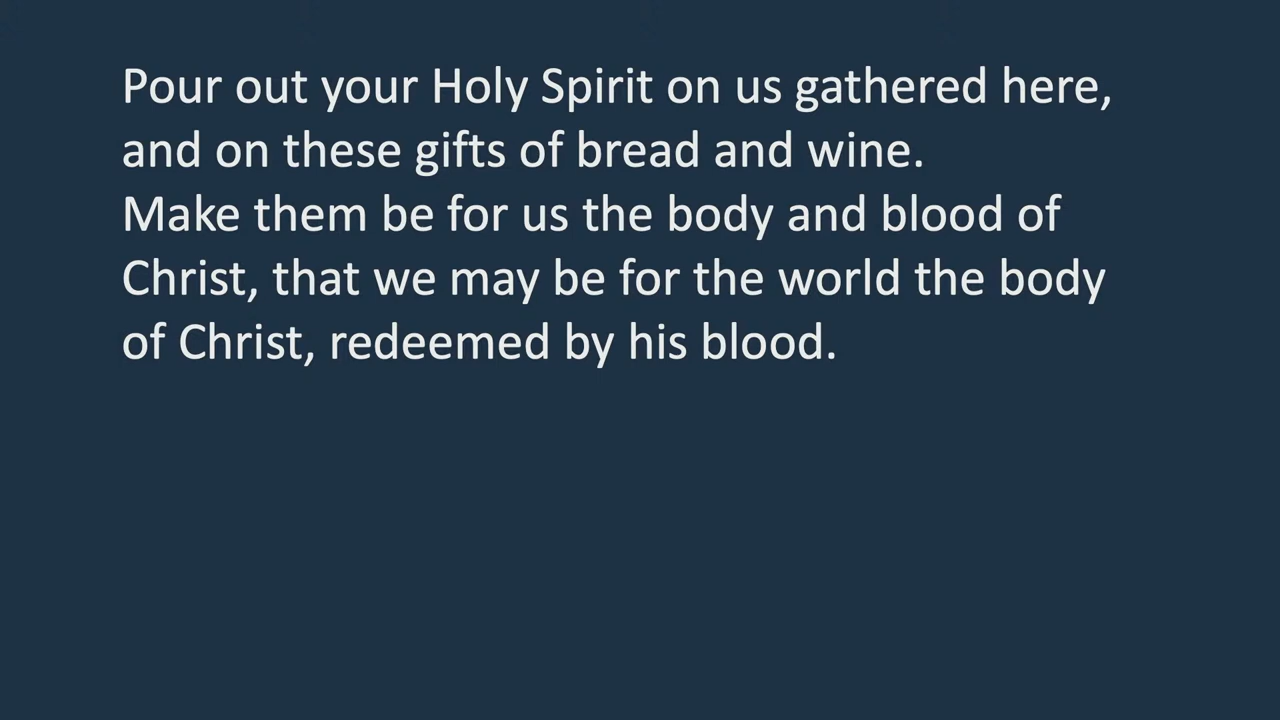 Pour out your Holy Spirit on us gathered here,
and on these gifts of bread and wine.
Make them be for us the body and blood of
Christ, that we may be for the world the body
of Christ, redeemed by his blood.